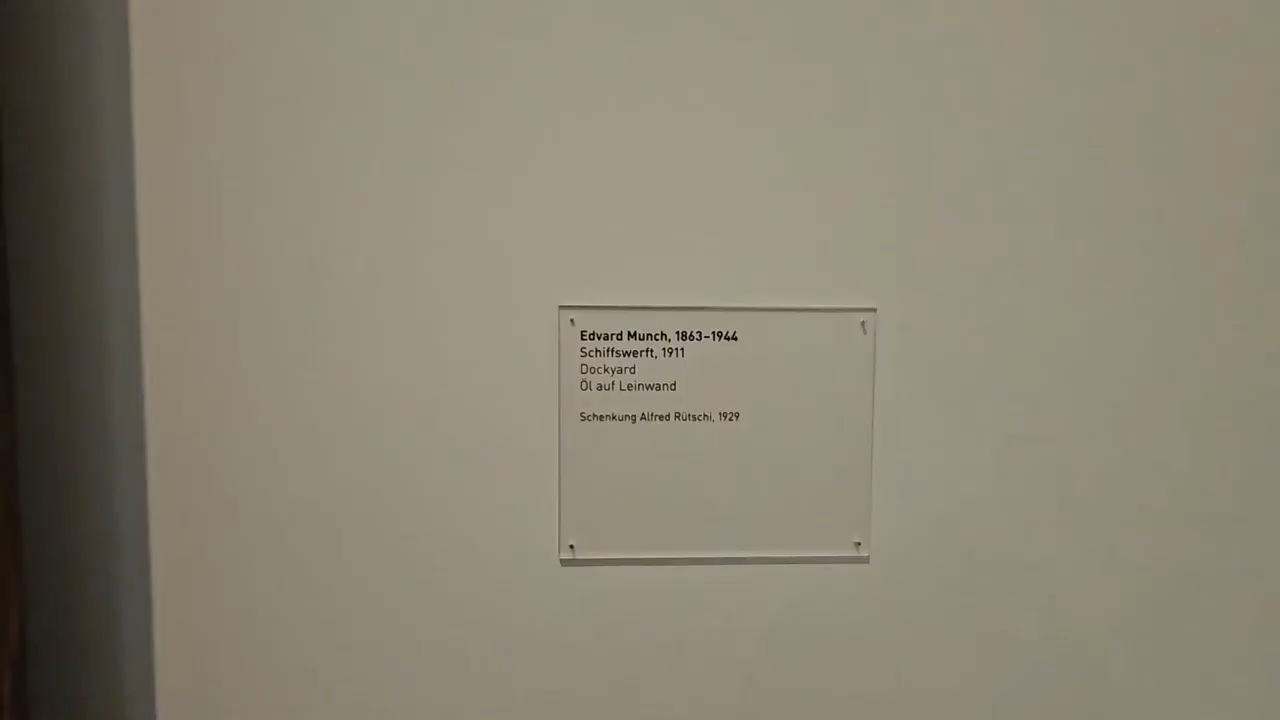 Edvard Munch, 1863–1944
Schiffswerft, 1911
Dockyard
Öl auf Leinwand
Schenkung Alfred Rütschi, 1929